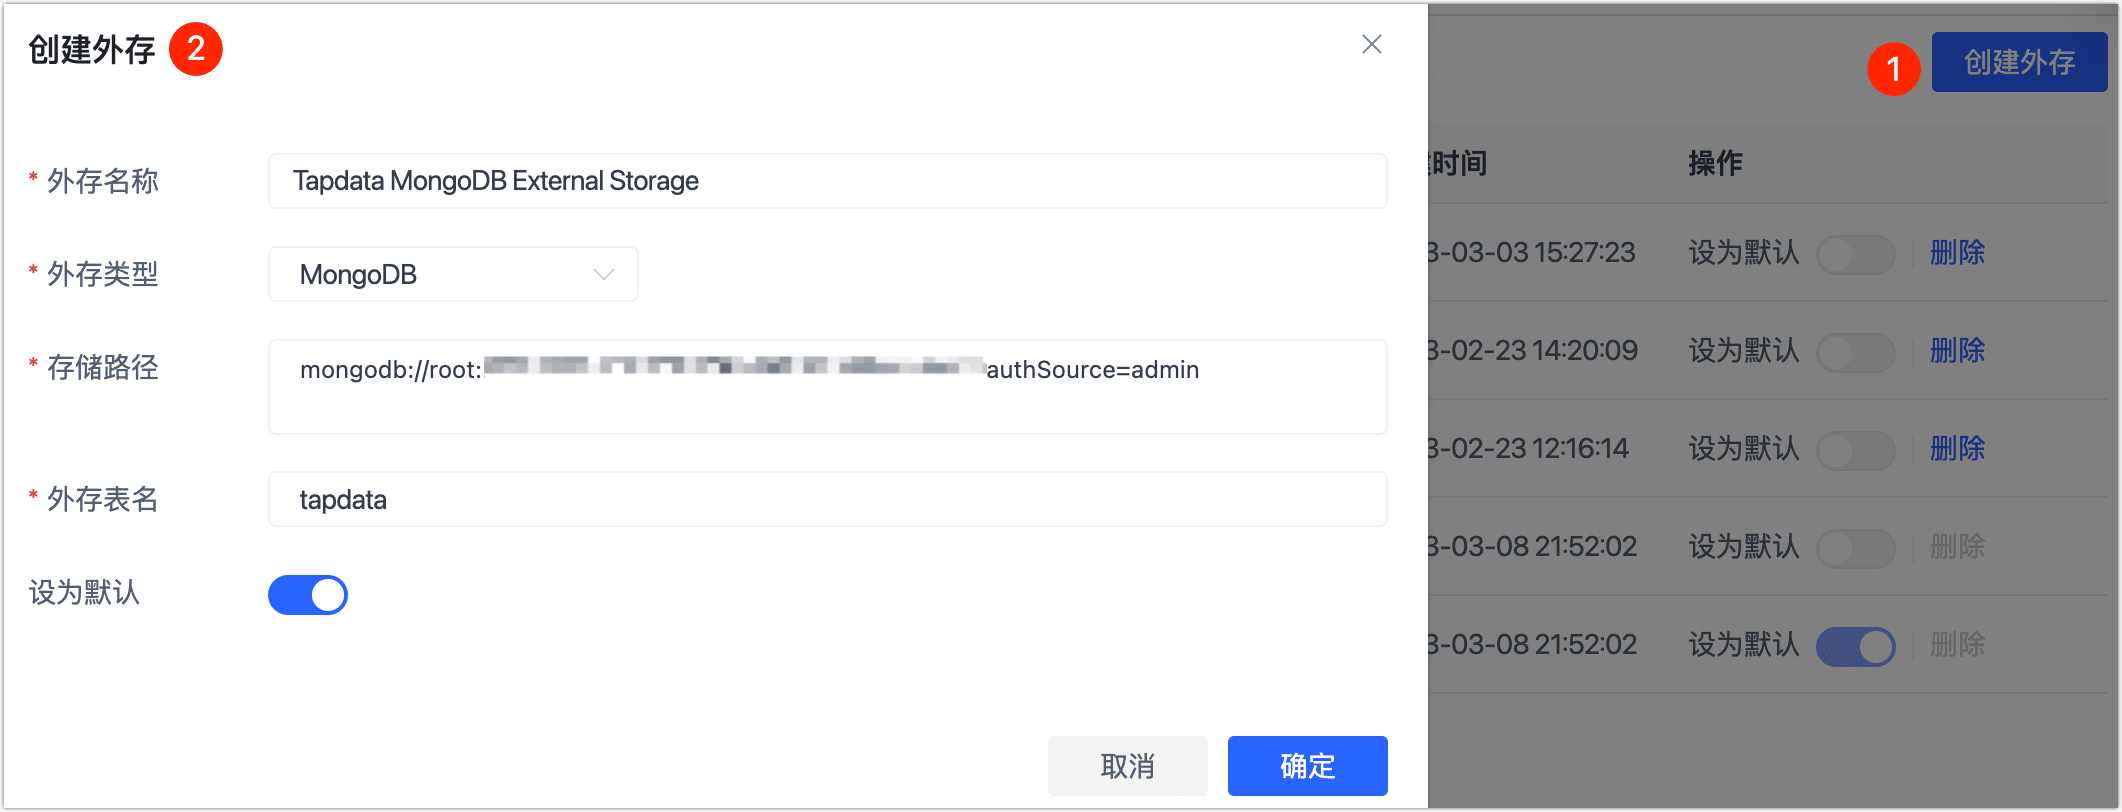 创建外存 2
1 创建外存
* 外存名称 Tapdata MongoDB External Storage
* 外存类型 MongoDB
* 存储路径 mongodb://root: authSource=admin
* 外存表名 tapdata
设为默认
取消 确定
时间 操作
3-03-03 15:27:23 设为默认 删除
3-02-23 14:20:09 设为默认 删除
3-02-23 12:16:14 设为默认 删除
3-03-08 21:52:02 设为默认 删除
3-03-08 21:52:02 设为默认 删除